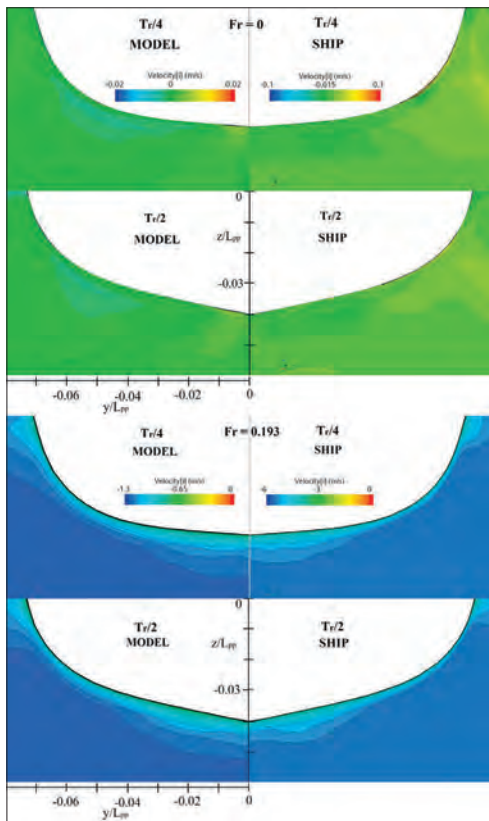 Tr/4 Fr = 0 Tr/4
MODEL SHIP
Velocity[i] (m/s) Velocity[i] (m/s)
-0.02 0 0.02 -0.1 -0.015 0.1
0
Tr/2 Tr/2
MODEL z/LPP SHIP
-0.03
-0.06 -0.04 -0.02 0
y/LPP
Tr/4 Fr = 0.193 Tr/4
MODEL SHIP
Velocity[i] (m/s) Velocity[i] (m/s)
-1.3 -0.65 0 -6 -3 0
0
Tr/2 Tr/2
MODEL z/LPP SHIP
-0.03
-0.06 -0.04 -0.02 0
y/LPP